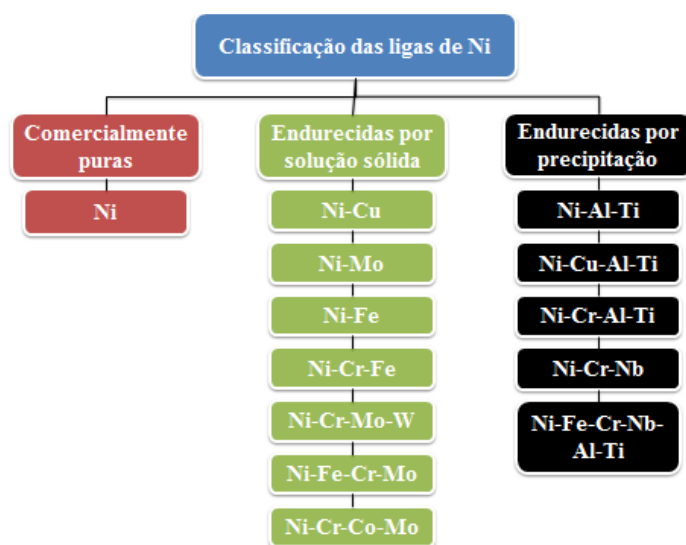 Classificação das ligas de Ni
Comercialmente
puras
Ni
Endurecidas por
solução sólida
Ni-Cu
Ni-Mo
Ni-Fe
Ni-Cr-Fe
Ni-Cr-Mo-W
Ni-Fe-Cr-Mo
Ni-Cr-Co-Mo
Endurecidas por
precipitação
Ni-Al-Ti
Ni-Cu-Al-Ti
Ni-Cr-Al-Ti
Ni-Cr-Nb
Ni-Fe-Cr-Nb-
Al-Ti